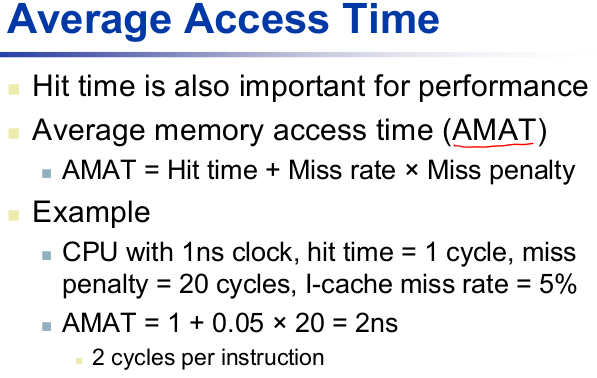 Average Access Time
Hit time is also important for performance
Average memory access time (AMAT)
AMAT = Hit time + Miss rate × Miss penalty
Example
CPU with 1ns clock, hit time = 1 cycle, miss
penalty = 20 cycles, I-cache miss rate = 5%
AMAT = 1 + 0.05 × 20 = 2ns
2 cycles per instruction